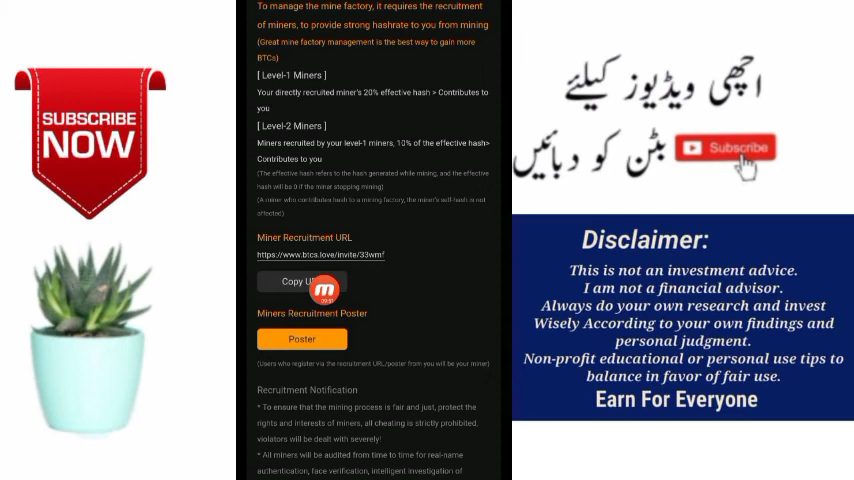 SUBSCRIBE
NOW
To manage the mine factory, it requires the recruitment
of miners, to provide strong hashrate to you from mining
(Great mine factory management is the best way to gain more
BTCs)
[ Level-1 Miners ]
Your directly recruited miner's 20% effective hash > Contributes to
you
[ Level-2 Miners ]
Miners recruited by your level-1 miners, 10% of the effective hash>
Contributes to you
(The effective hash refers to the hash generated while mining, and the effective
hash will be 0 if the miner stopping mining)
(A miner who contributes hash to a mining factory, the miner's self-hash is not
affected)
Miner Recruitment URL
https://www.btcs.love/invite/33wmf
Copy
Miners Recruitment Poster
Poster
(Users who register via the recruitment URL/poster from you will be your miner)
Recruitment Notification
* To ensure that the mining process is fair and just, protect the
rights and interests of miners, all cheating is strictly prohibited,
violators will be dealt with severely!
* All miners will be audited from time to time for real-name
authentication, face verification, intelligent investigation of
اچھی ویڈیوز کیلئے
Subscribe بٹن کو دبائیں
Disclaimer:
This is not an investment advice.
I am not a financial advisor.
Always do your own research and invest
Wisely According to your own findings and
personal judgment.
Non-profit educational or personal use tips to
balance in favor of fair use.
Earn For Everyone